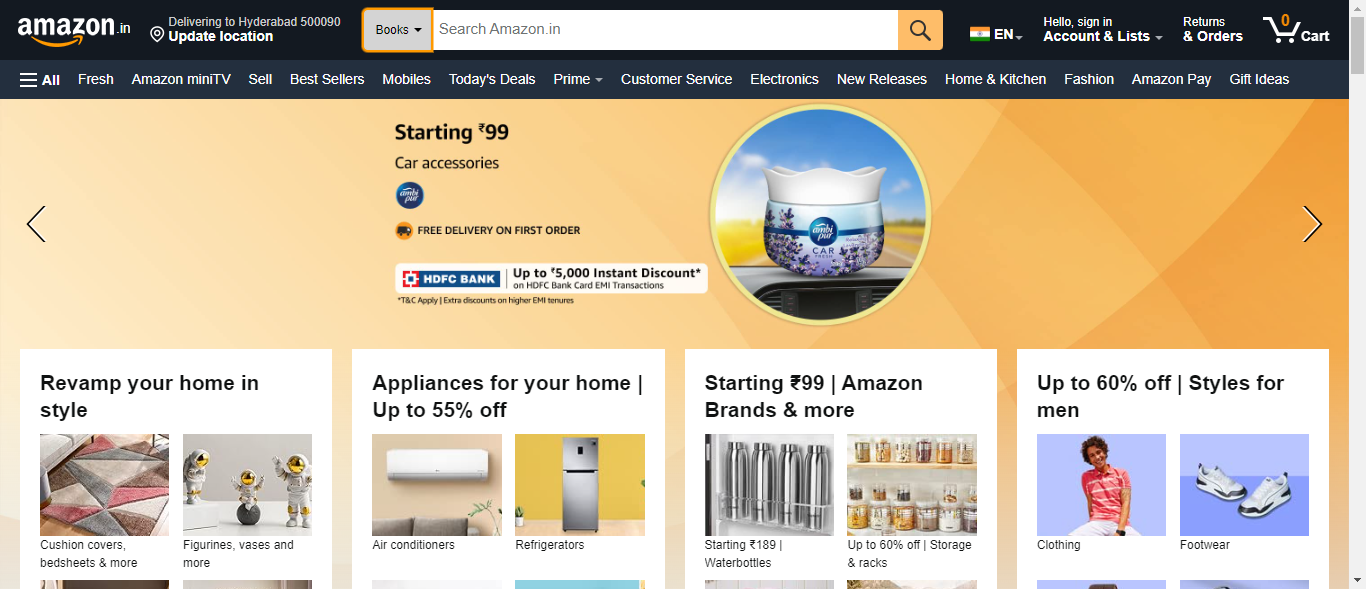 amazon.in
Delivering to Hyderabad 500090
Update location
Books
Search Amazon.in
EN
Hello, sign in
Account & Lists
Returns
& Orders
0
Cart
All
Fresh
Amazon miniTV
Sell
Best Sellers
Mobiles
Today's Deals
Prime
Customer Service
Electronics
New Releases
Home & Kitchen
Fashion
Amazon Pay
Gift Ideas
Starting ₹99
Car accessories
ambi
pur
FREE DELIVERY ON FIRST ORDER
HDFC BANK
Up to ₹5,000 Instant Discount*
on HDFC Bank Card EMI Transactions
*T&C Apply | Extra discounts on higher EMI tenures
ambi
pur
CAR
FRESH
Revamp your home in
style
Cushion covers,
bedsheets & more
Figurines, vases and
more
Appliances for your home |
Up to 55% off
Air conditioners
Refrigerators
Starting ₹99 | Amazon
Brands & more
Starting ₹189 |
Waterbottles
Up to 60% off | Storage
& racks
Up to 60% off | Styles for
men
Clothing
Footwear